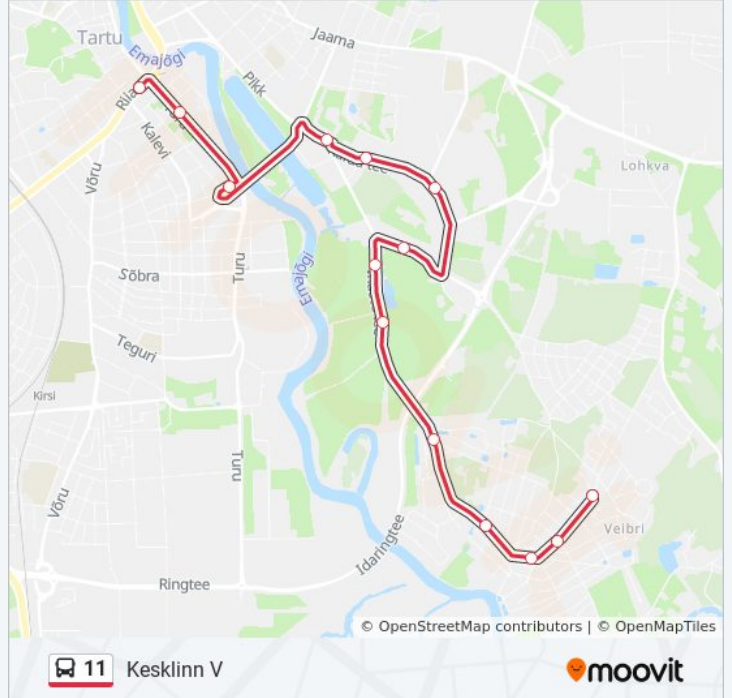 Tartu
Jaama
Emajõgi
Pikk
Riia
Kalevi
Võru
Lohkva
Sõbra
Turu
Emajõgi
Teguri
Kirsi
Turu
Võru
Veibri
Idaringtee
Ringtee
© OpenStreetMap contributors | © OpenMapTiles
11 Kesklinn V
moovit